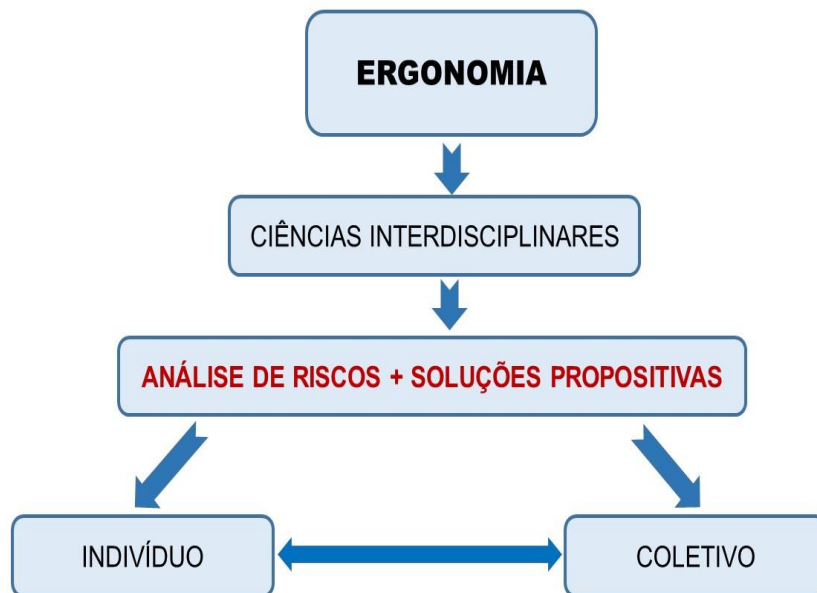 ERGONOMIA
CIÊNCIAS INTERDISCIPLINARES
ANÁLISE DE RISCOS + SOLUÇÕES PROPOSITIVAS
INDIVÍDUO
COLETIVO